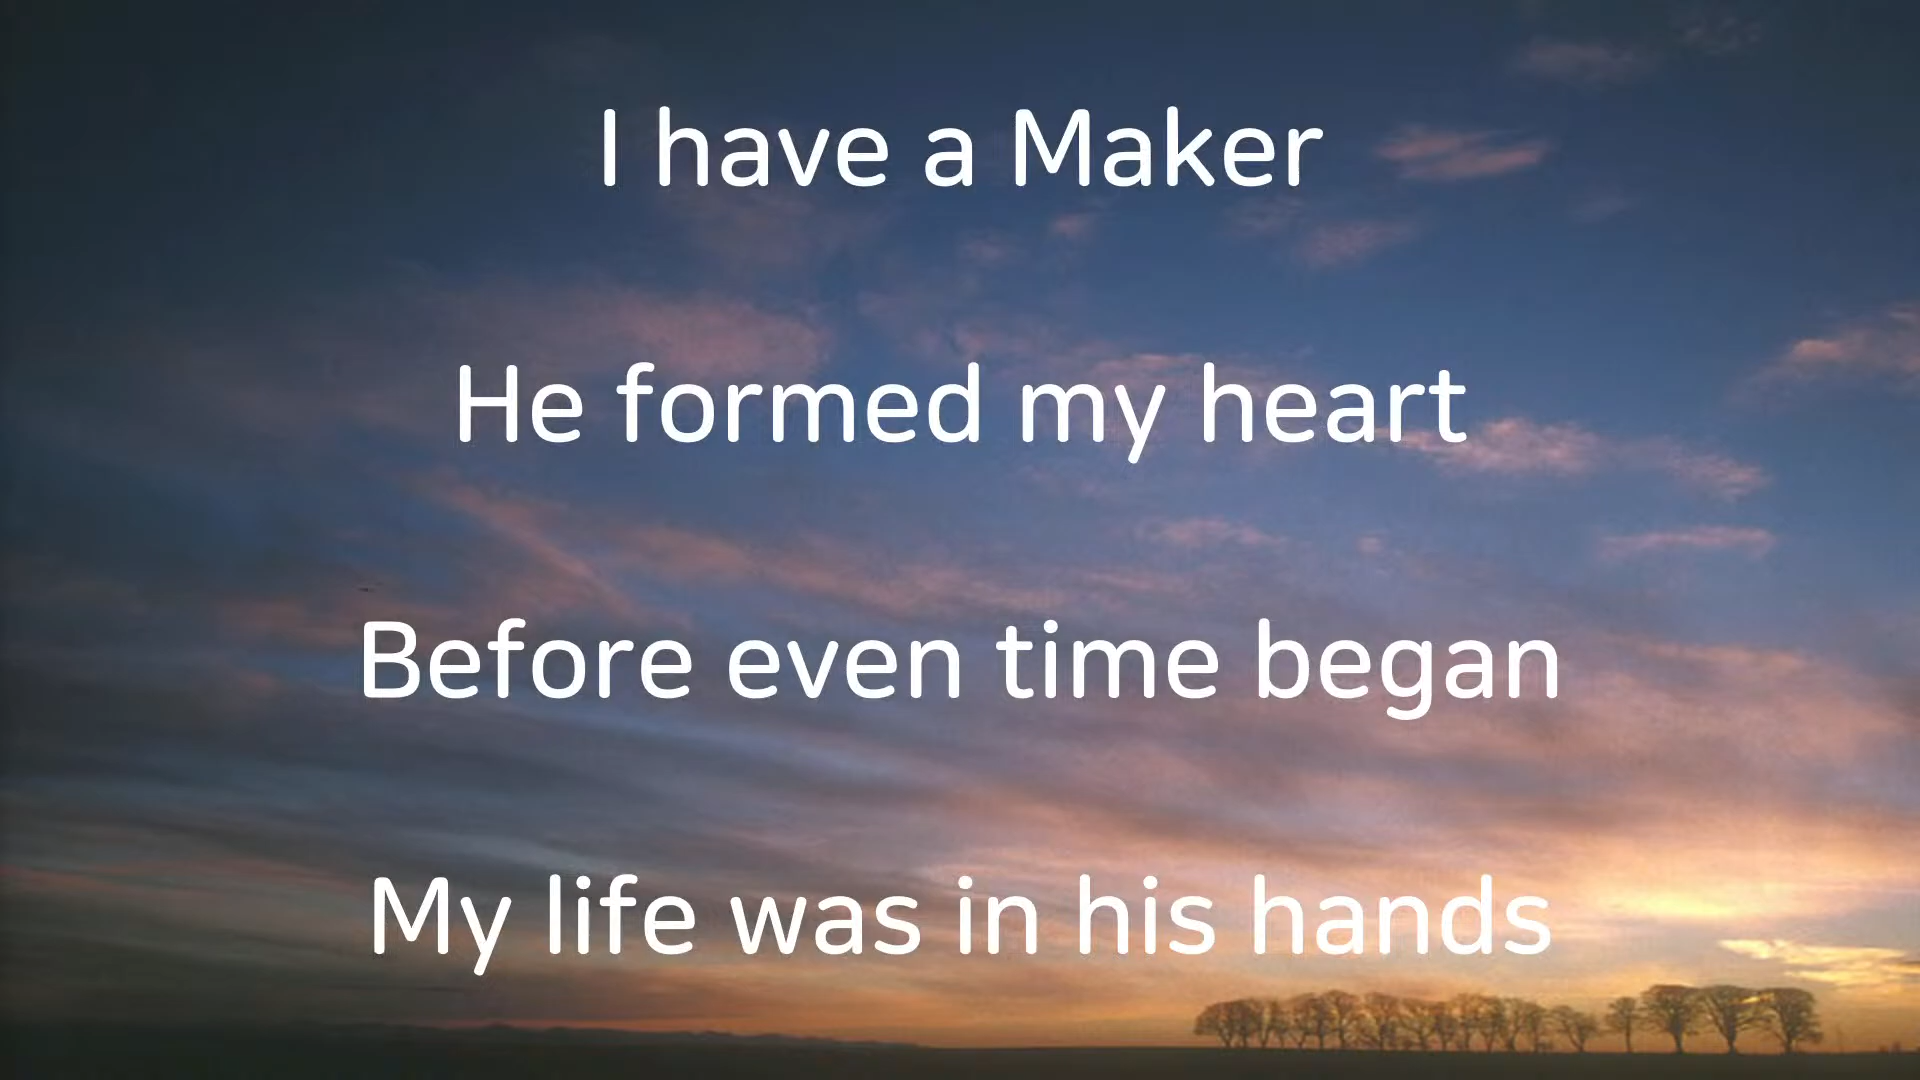 I have a Maker
He formed my heart
Before even time began
My life was in his hands